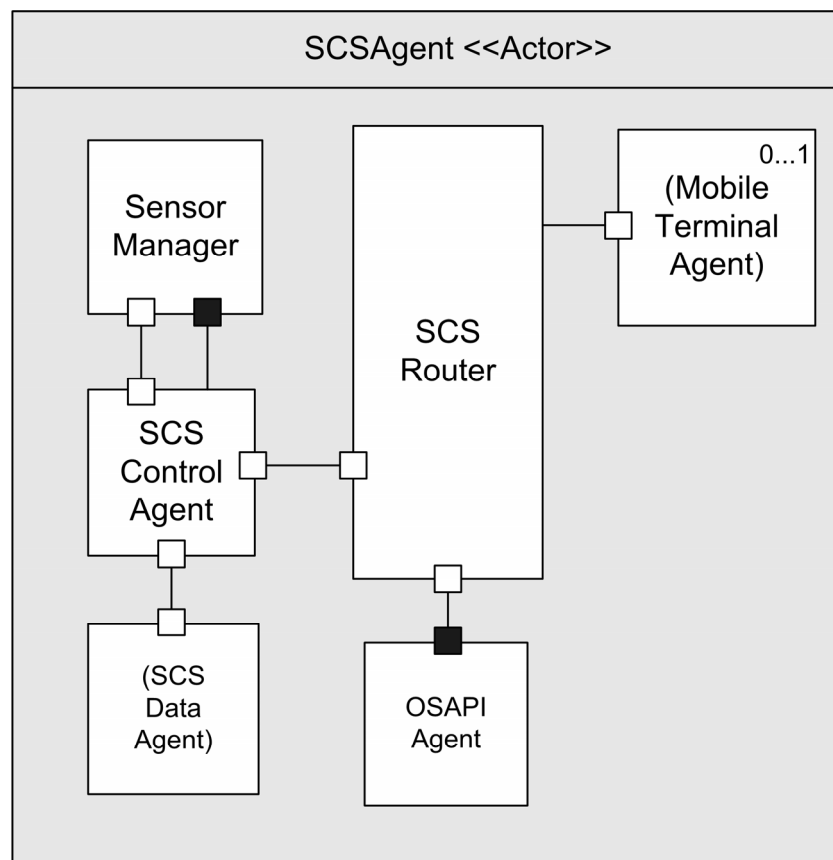 SCSAgent <<Actor>>
Sensor
Manager
SCS
Router
0...1
(Mobile
Terminal
Agent)
SCS
Control
Agent
(SCS
Data
Agent)
OSAPI
Agent